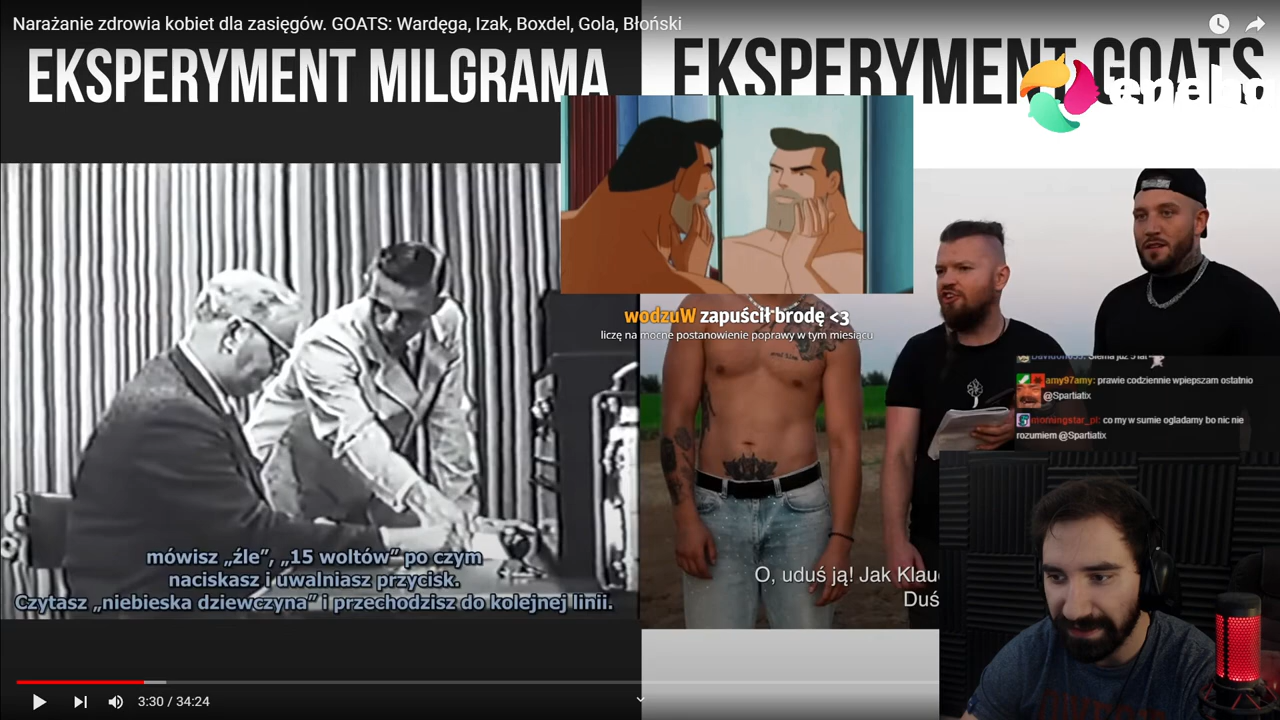 Narażanie zdrowia kobiet dla zasięgów. GOATS: Wardęga, Izak, Boxdel, Gola, Błoński
EKSPERYMENT MILGRAMA
EKSPERYMENT GOATS
wodzuW zapuścił brodę <3
liczę na mocne postanowienie poprawy w tym miesiącu
amy97amy: prawie codziennie wpiepszam ostatnio
@Spartiatix
morningstar_pl: co my w sumie ogladamy bo nic nie
rozumiem @Spartiatix
mówisz „źle”, „15 woltów” po czym
naciskasz i uwalniasz przycisk.
Czytasz „niebieska dziewczyna” i przechodzisz do kolejnej linii.
O, uduś ją! Jak
Duś
3:30 / 34:24